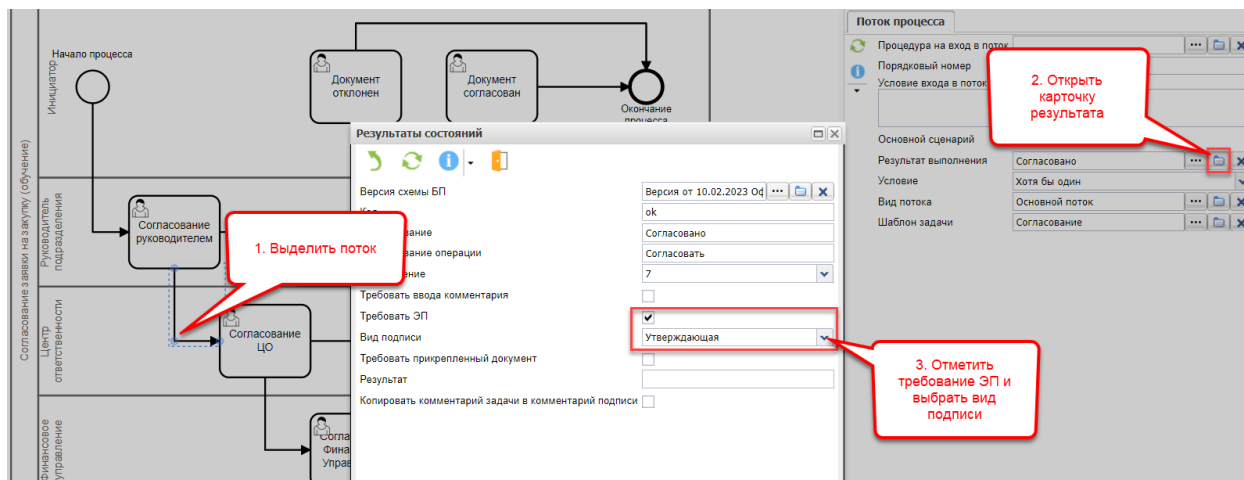 Согласование заявки на закупку (обучение)
Инициатор
Начало процесса
Документ
отклонен
Документ
согласован
Окончание
процесса
Руководитель
подразделения
Согласование
руководителем
1. Выделить поток
Центр
ответственности
Согласование
ЦО
Финансовое
управление
Согла
Фина
Управ
Результаты состояний
Версия схемы БП
Версия от 10.02.2023 Оф
ok
Согласовано
Согласовать
7
Требовать ввода комментария
Требовать ЭП
Вид подписи
Утверждающая
Требовать прикрепленный документ
Результат
Копировать комментарий задачи в комментарий подписи
Поток процесса
Процедура на вход в поток
Порядковый номер
Условие входа в поток
Основной сценарий
Результат выполнения
Согласовано
Условие
Хотя бы один
Вид потока
Основной поток
Шаблон задачи
Согласование
2. Открыть
карточку
результата
3. Отметить
требование ЭП и
выбрать вид
подписи